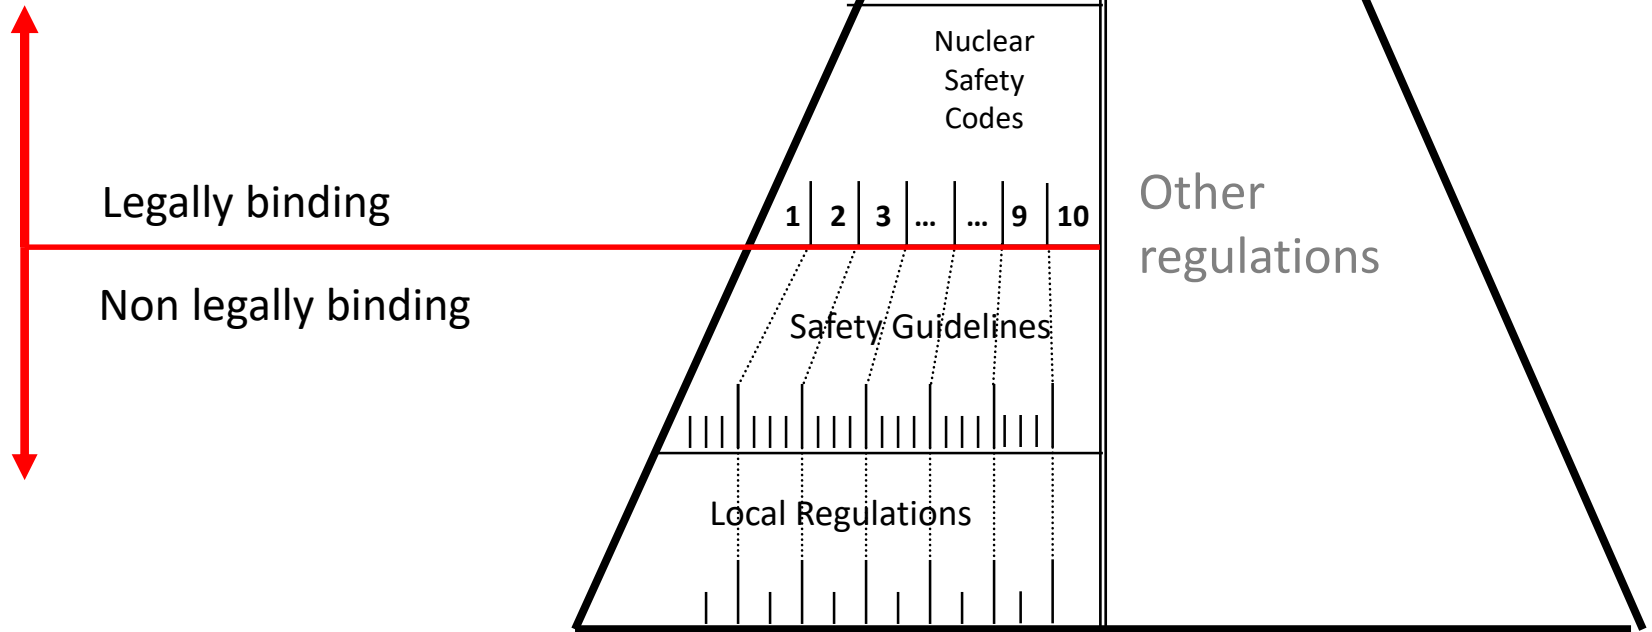 Nuclear
Safety
Codes
Legally binding
1 2 3 ... ... 9 10
Other
regulations
Non legally binding
Safety Guidelines
Local Regulations